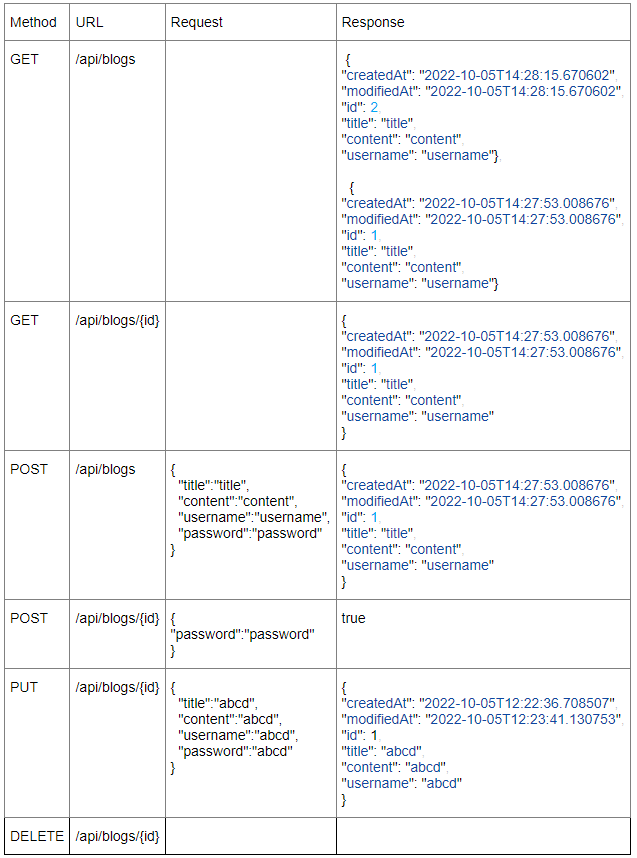 Method URL Request Response
GET /api/blogs {
"createdAt": "2022-10-05T14:28:15.670602",
"modifiedAt": "2022-10-05T14:28:15.670602",
"id": 2,
"title": "title",
"content": "content",
"username": "username"},
{
"createdAt": "2022-10-05T14:27:53.008676",
"modifiedAt": "2022-10-05T14:27:53.008676",
"id": 1,
"title": "title",
"content": "content",
"username": "username"}
GET /api/blogs/{id} {
"createdAt": "2022-10-05T14:27:53.008676",
"modifiedAt": "2022-10-05T14:27:53.008676",
"id": 1,
"title": "title",
"content": "content",
"username": "username"
}
POST /api/blogs {
"title":"title",
"content":"content",
"username":"username",
"password":"password"
}
{
"createdAt": "2022-10-05T14:27:53.008676",
"modifiedAt": "2022-10-05T14:27:53.008676",
"id": 1,
"title": "title",
"content": "content",
"username": "username"
}
POST /api/blogs/{id} {
"password":"password"
}
true
PUT /api/blogs/{id} {
"title":"abcd",
"content":"abcd",
"username":"abcd",
"password":"abcd"
}
{
"createdAt": "2022-10-05T12:22:36.708507",
"modifiedAt": "2022-10-05T12:23:41.130753",
"id": 1,
"title": "abcd",
"content": "abcd",
"username": "abcd"
}
DELETE /api/blogs/{id}